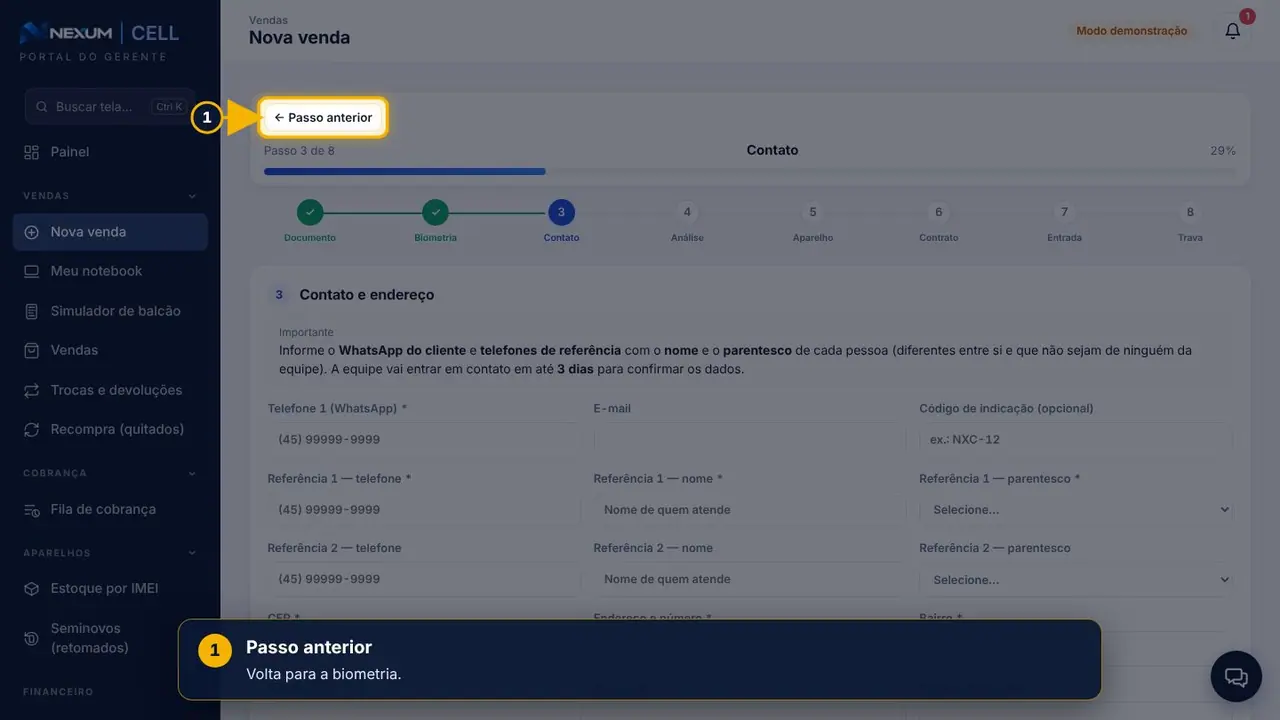 NEXUM | CELL
PORTAL DO GERENTE
Buscar tela... Ctrl K
Painel
VENDAS
Nova venda
Meu notebook
Simulador de balcão
Vendas
Trocas e devoluções
Recompra (quitados)
COBRANÇA
Fila de cobrança
APARELHOS
Estoque por IMEI
Seminovos
(retomados)
FINANCEIRO
Vendas
Nova venda
Modo demonstração
1
1
← Passo anterior
Passo 3 de 8
Contato
29%
3 4 5 6 7 8
Documento Biometria Contato Análise Aparelho Contrato Entrada Trava
3 Contato e endereço
Importante
Informe o WhatsApp do cliente e telefones de referência com o nome e o parentesco de cada pessoa (diferentes entre si e que não sejam de ninguém da
equipe). A equipe vai entrar em contato em até 3 dias para confirmar os dados.
Telefone 1 (WhatsApp) * E-mail Código de indicação (opcional)
(45) 99999-9999 ex.: NXC-12
Referência 1 — telefone * Referência 1 — nome * Referência 1 — parentesco *
(45) 99999-9999 Nome de quem atende Selecione...
Referência 2 — telefone Referência 2 — nome Referência 2 — parentesco
(45) 99999-9999 Nome de quem atende Selecione...
CEP * Endereço e número * Bairro *
1 Passo anterior
Volta para a biometria.